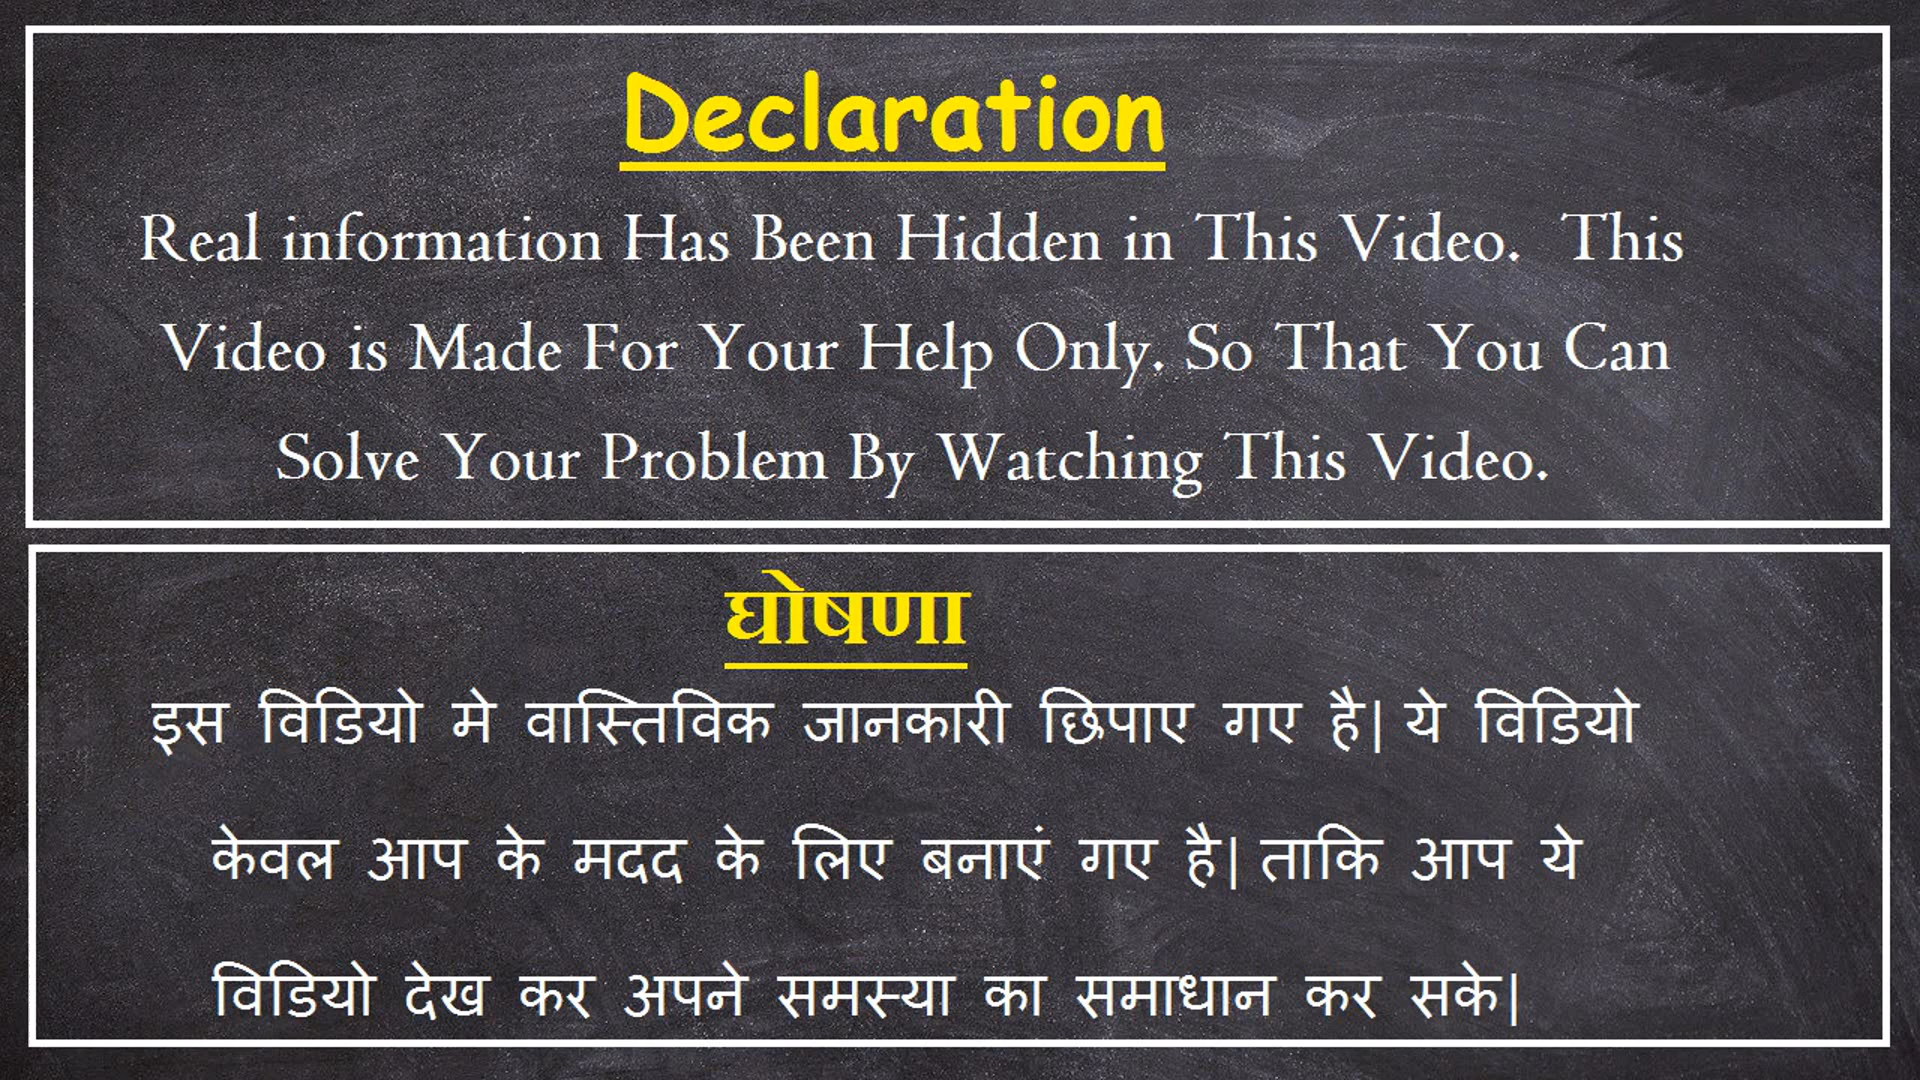 Declaration
Real information Has Been Hidden in This Video. This
Video is Made For Your Help Only. So That You Can
Solve Your Problem By Watching This Video.
घोषणा
इस विडियो मे वास्तिविक जानकारी छिपाए गए है| ये विडियो
केवल आप के मदद के लिए बनाएं गए है| ताकि आप ये
विडियो देख कर अपने समस्या का समाधान कर सके|